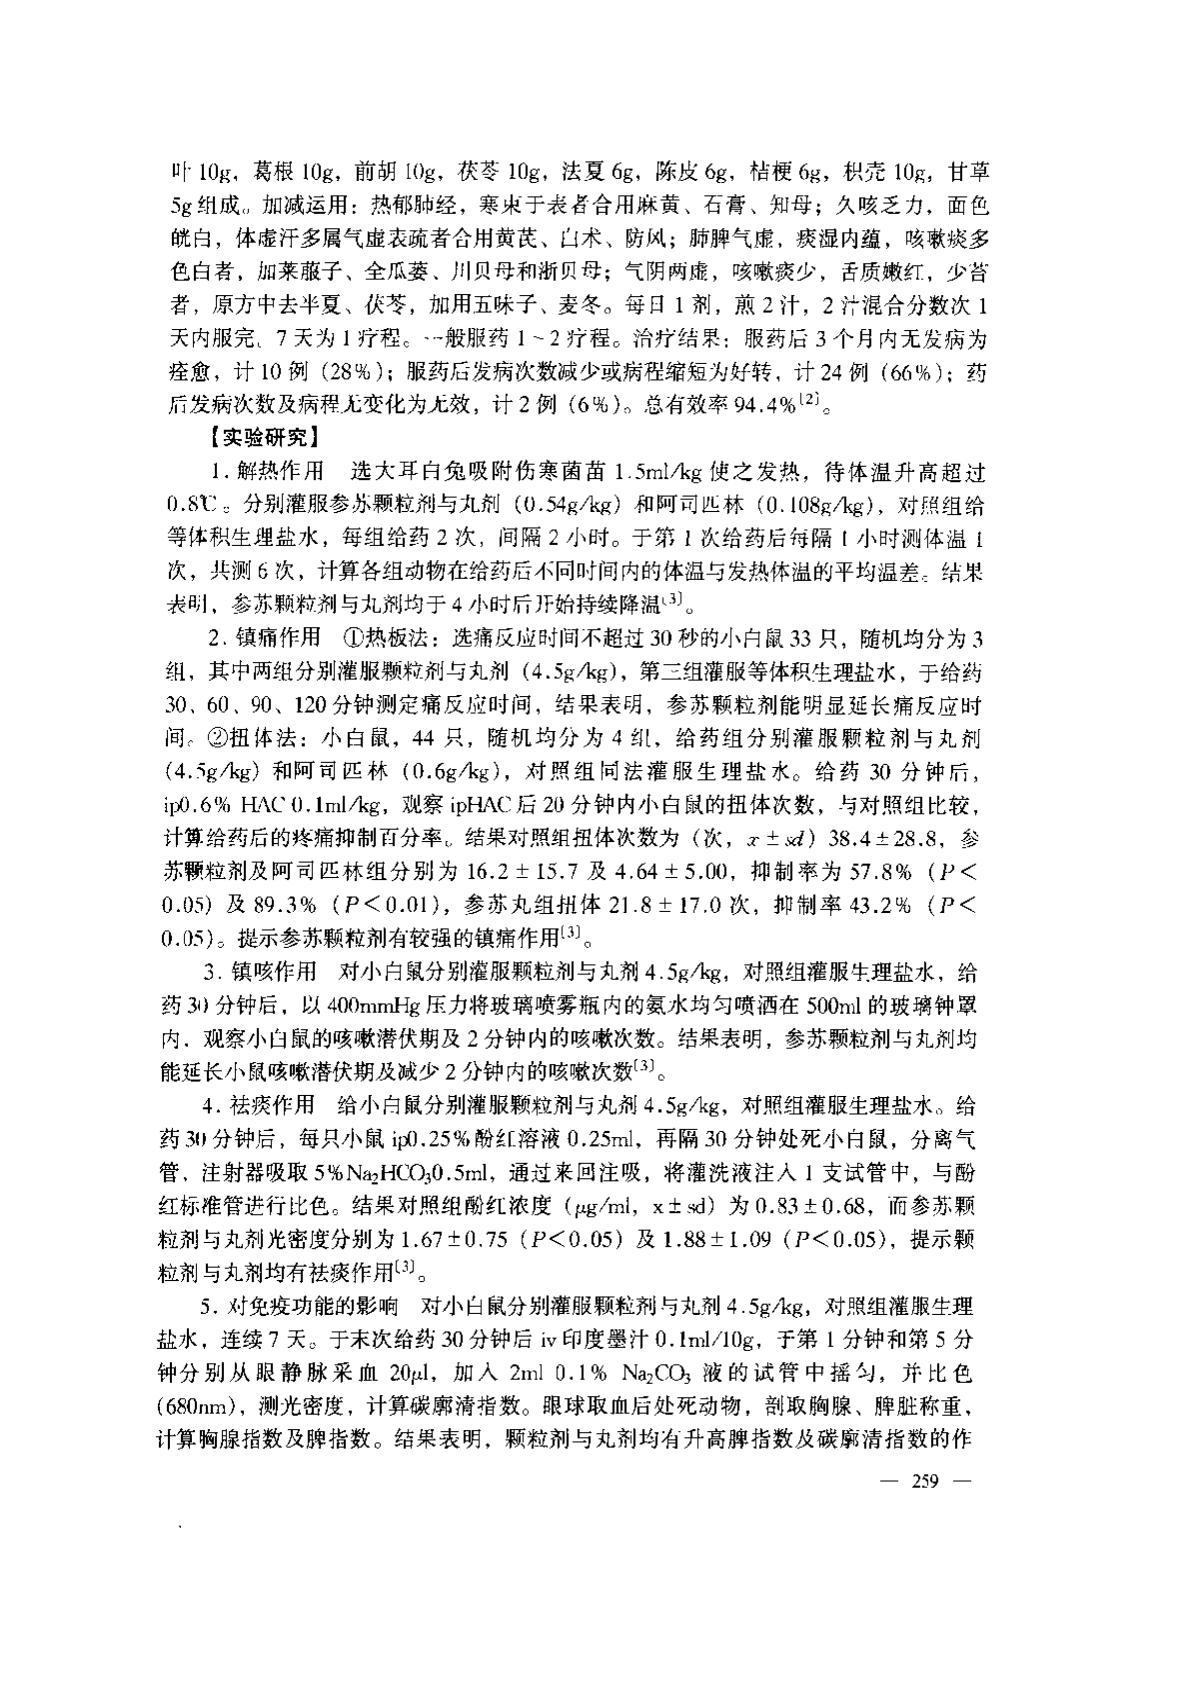 叶 10g，葛根 10g，前胡 10g，茯苓 10g，法夏 6g，陈皮 6g，桔梗 6g，枳壳 10g，甘草
5g 组成。加减运用：热郁肺经，寒束于表者合用麻黄、石膏、知母；久咳乏力，面色
㿠白，体虚汗多属气虚表疏者合用黄芪、白术、防风；肺脾气虚，痰湿内蕴，咳嗽痰多
色白者，加莱菔子、全瓜蒌、川贝母和浙贝母；气阴两虚，咳嗽痰少，舌质嫩红，少苔
者，原方中去半夏、茯苓，加用五味子、麦冬。每日 1 剂，煎 2 汁，2 汁混合分数次 1
天内服完，7 天为 1 疗程。一般服药 1~2 疗程。治疗结果：服药后 3 个月内无发病为
痊愈，计 10 例（28%）；服药后发病次数减少或病程缩短为好转，计 24 例（66%）；药
后发病次数及病程无变化为无效，计 2 例（6%）。总有效率 94.4%[2]。
【实验研究】
1. 解热作用 选大耳白兔吸附伤寒菌苗 1.5ml/kg 使之发热，待体温升高超过
0.8℃。分别灌服参苏颗粒剂与丸剂（0.54g/kg）和阿司匹林（0.108g/kg），对照组给
等体积生理盐水，每组给药 2 次，间隔 2 小时。于第 1 次给药后每隔 1 小时测体温 1
次，共测 6 次，计算各组动物在给药后不同时间内的体温与发热体温的平均温差。结果
表明，参苏颗粒剂与丸剂均于 4 小时后开始持续降温[3]。
2. 镇痛作用 ①热板法：选痛反应时间不超过 30 秒的小白鼠 33 只，随机均分为 3
组，其中两组分别灌服颗粒剂与丸剂（4.5g/kg），第三组灌服等体积生理盐水，于给药
30、60、90、120 分钟测定痛反应时间，结果表明，参苏颗粒剂能明显延长痛反应时
间。②扭体法：小白鼠，44 只，随机均分为 4 组，给药组分别灌服颗粒剂与丸剂
（4.5g/kg）和阿司匹林（0.6g/kg），对照组同法灌服生理盐水。给药 30 分钟后，
ip0.6% HAC 0.1ml/kg，观察 ipHAC 后 20 分钟内小白鼠的扭体次数，与对照组比较，
计算给药后的疼痛抑制百分率。结果对照组扭体次数为（次，x±sd）38.4±28.8，参
苏颗粒剂及阿司匹林组分别为 16.2±15.7 及 4.64±5.00，抑制率为 57.8%（P<
0.05）及 89.3%（P<0.01），参苏丸组扭体 21.8±17.0 次，抑制率 43.2%（P<
0.05）。提示参苏颗粒剂有较强的镇痛作用[3]。
3. 镇咳作用 对小白鼠分别灌服颗粒剂与丸剂 4.5g/kg，对照组灌服生理盐水，给
药 30 分钟后，以 400mmHg 压力将玻璃喷雾瓶内的氨水均匀喷洒在 500ml 的玻璃钟罩
内，观察小白鼠的咳嗽潜伏期及 2 分钟内的咳嗽次数。结果表明，参苏颗粒剂与丸剂均
能延长小鼠咳嗽潜伏期及减少 2 分钟内的咳嗽次数[3]。
4. 祛痰作用 给小白鼠分别灌服颗粒剂与丸剂 4.5g/kg，对照组灌服生理盐水。给
药 30 分钟后，每只小鼠 ip0.25%酚红溶液 0.25ml，再隔 30 分钟处死小白鼠，分离气
管，注射器吸取 5%Na₂HCO₃0.5ml，通过来回注吸，将灌洗液注入 1 支试管中，与酚
红标准管进行比色。结果对照组酚红浓度（μg/ml，x±sd）为 0.83±0.68，而参苏颗
粒剂与丸剂光密度分别为 1.67±0.75（P<0.05）及 1.88±1.09（P<0.05），提示颗
粒剂与丸剂均有祛痰作用[3]。
5. 对免疫功能的影响 对小白鼠分别灌服颗粒剂与丸剂 4.5g/kg，对照组灌服生理
盐水，连续 7 天。于末次给药 30 分钟后 iv 印度墨汁 0.1ml/10g，于第 1 分钟和第 5 分
钟分别从眼静脉采血 20μl，加入 2ml 0.1% Na₂CO₃ 液的试管中摇匀，并比色
（680nm），测光密度，计算碳廓清指数。眼球取血后处死动物，剖取胸腺、脾脏称重，
计算胸腺指数及脾指数。结果表明，颗粒剂与丸剂均有升高脾指数及碳廓清指数的作
— 259 —